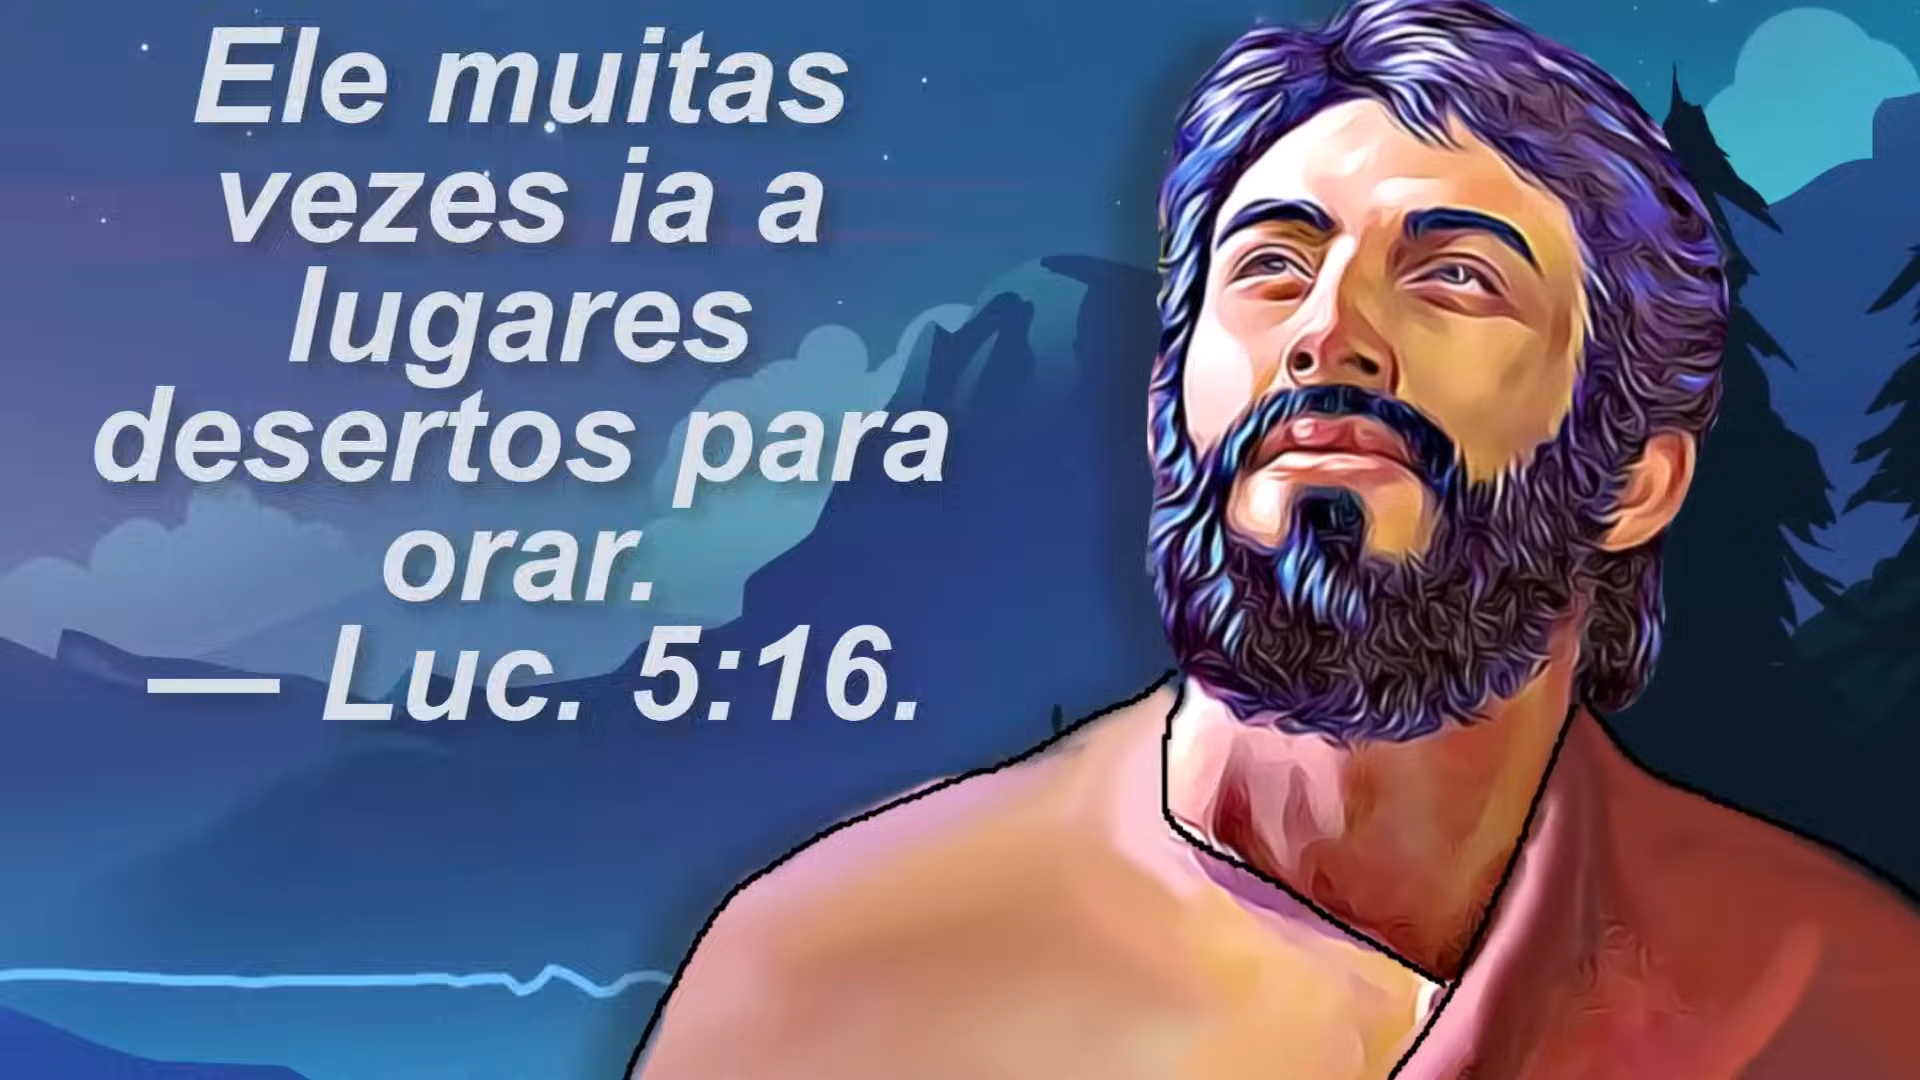 Ele muitas
vezes ia a
lugares
desertos para
orar.
— Luc. 5:16.